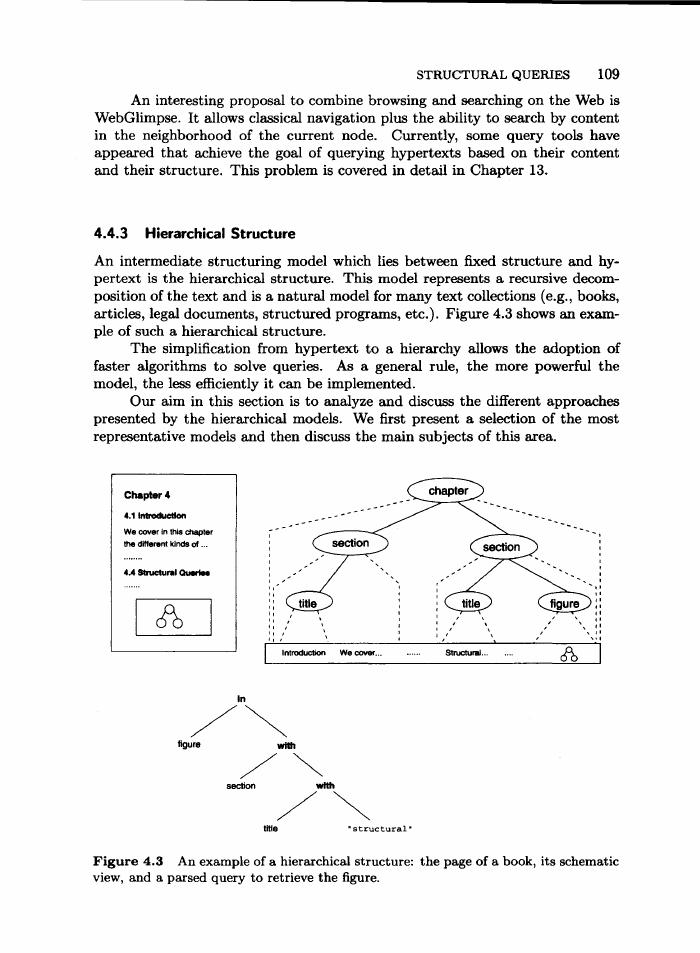 STRUCTURAL QUERIES 109
An interesting proposal to combine browsing and searching on the Web is
WebGlimpse. It allows classical navigation plus the ability to search by content
in the neighborhood of the current node. Currently, some query tools have
appeared that achieve the goal of querying hypertexts based on their content
and their structure. This problem is covered in detail in Chapter 13.
4.4.3 Hierarchical Structure
An intermediate structuring model which lies between fixed structure and hy-
pertext is the hierarchical structure. This model represents a recursive decom-
position of the text and is a natural model for many text collections (e.g., books,
articles, legal documents, structured programs, etc.). Figure 4.3 shows an exam-
ple of such a hierarchical structure.
The simplification from hypertext to a hierarchy allows the adoption of
faster algorithms to solve queries. As a general rule, the more powerful the
model, the less efficiently it can be implemented.
Our aim in this section is to analyze and discuss the different approaches
presented by the hierarchical models. We first present a selection of the most
representative models and then discuss the main subjects of this area.
Chapter 4
4.1 Introduction
We cover in this chapter
the different kinds of ...
........
4.4 Structural Queries
.......
chapter
section section
title title figure
Introduction We cover... ...... Structural... ....
in
figure with
section with
title "structural"
Figure 4.3 An example of a hierarchical structure: the page of a book, its schematic
view, and a parsed query to retrieve the figure.